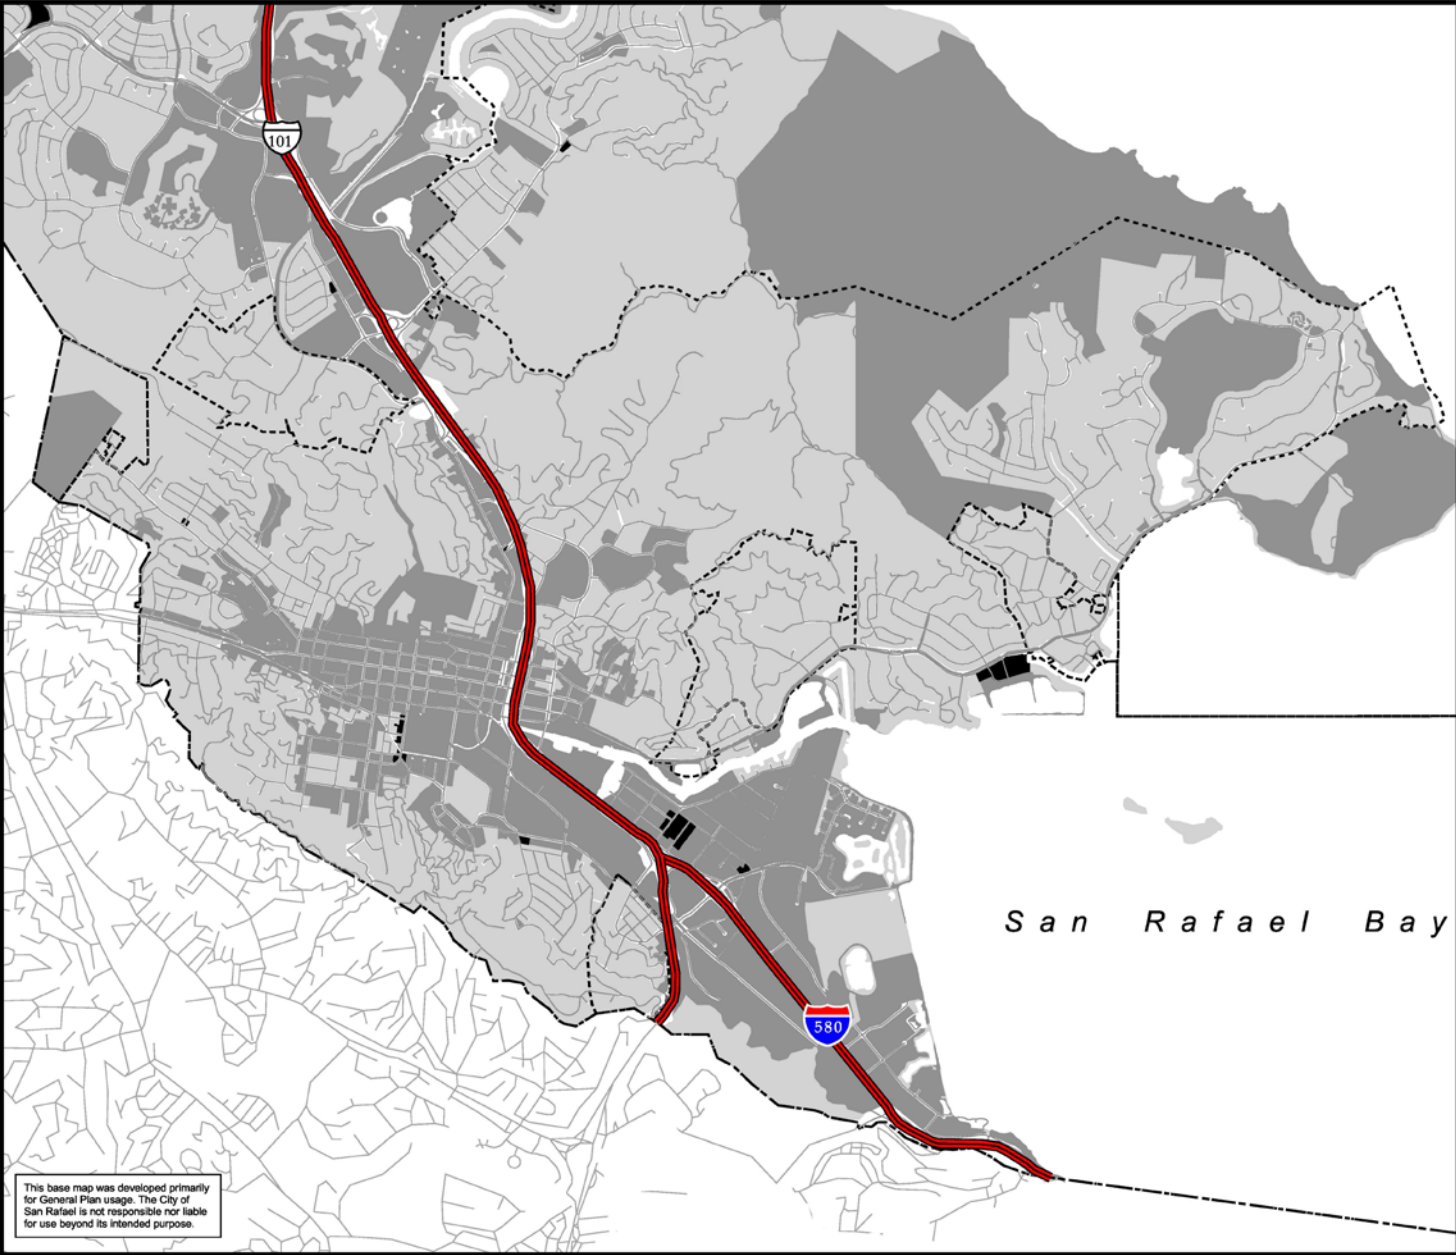 101
San Rafael Bay
580
This base map was developed primarily
for General Plan usage. The City of
San Rafael is not responsible nor liable
for use beyond its intended purpose.